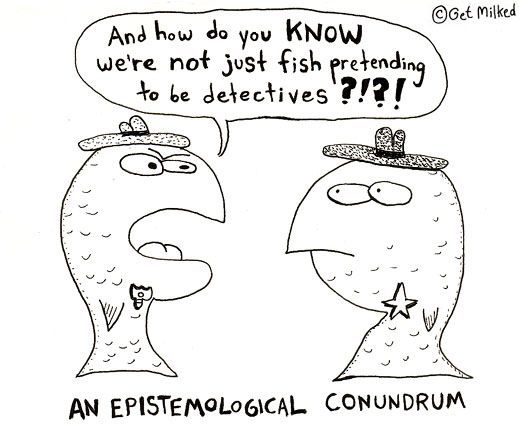 © Get Milked
And how do you KNOW
we're not just fish pretending
to be detectives ?!?!
AN EPISTEMOLOGICAL CONUNDRUM